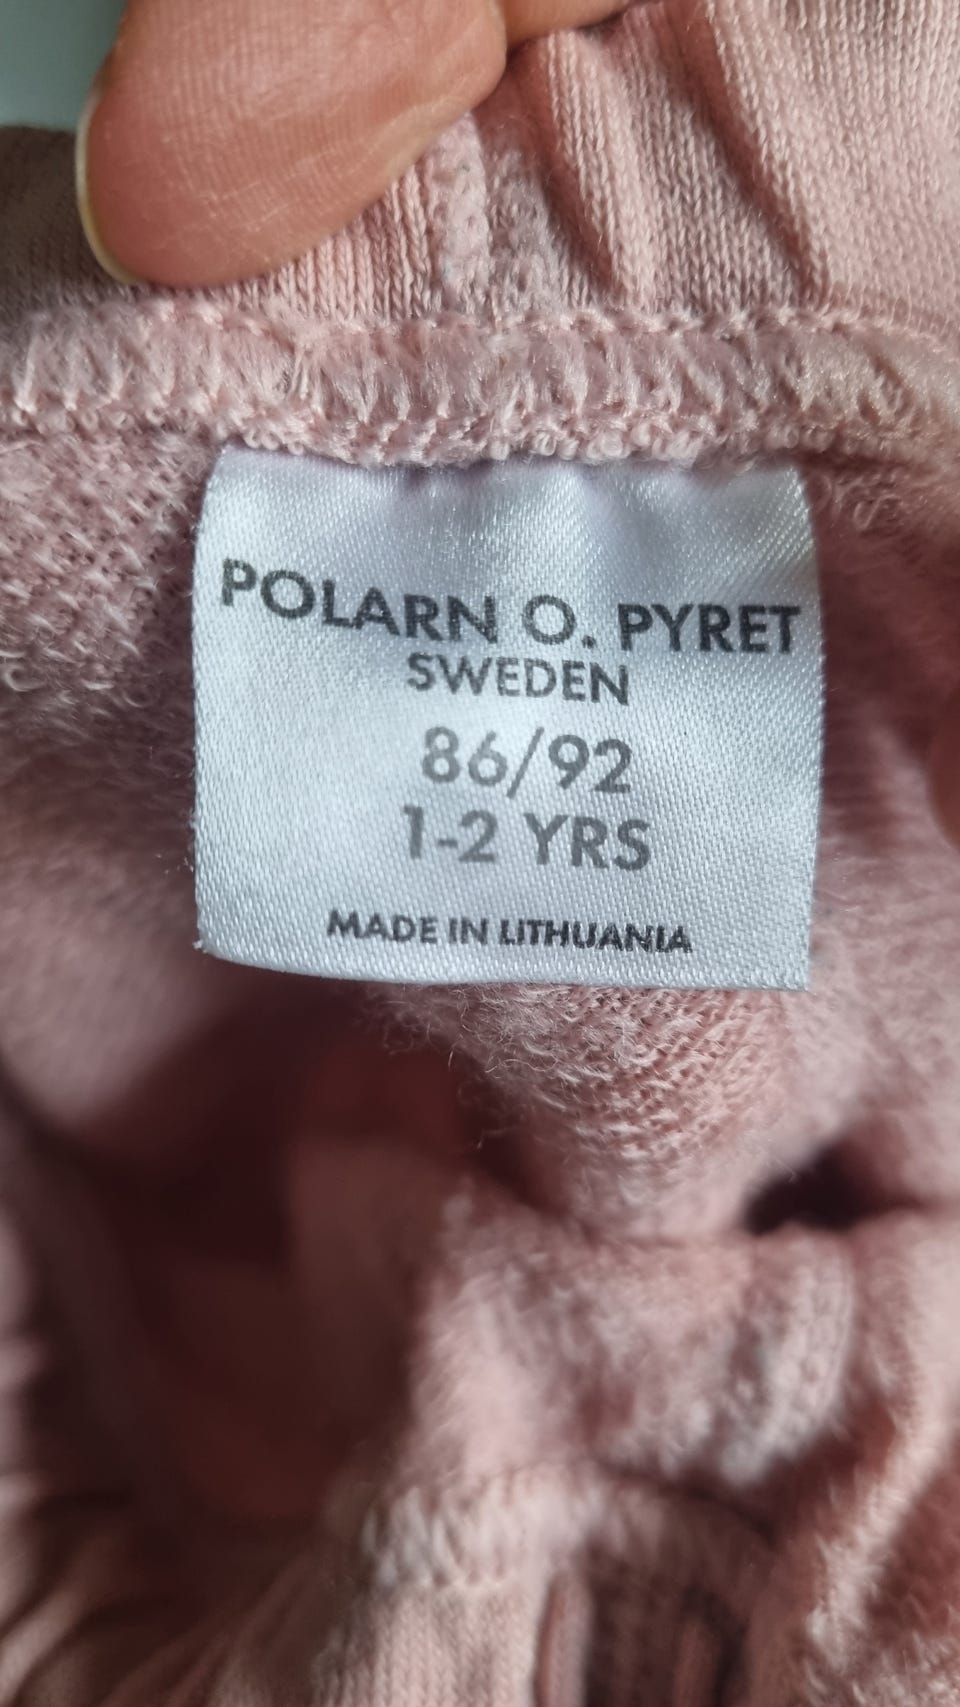 POLARN O. PYRET
SWEDEN
86/92
1-2 YRS
MADE IN LITHUANIA